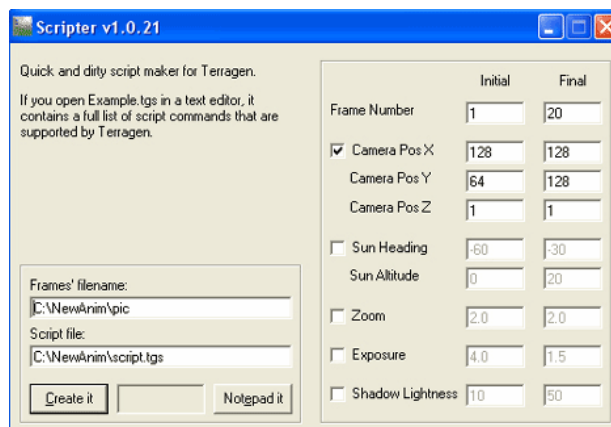 Scripter v1.0.21
Quick and dirty script maker for Terragen.
If you open Example.tgs in a text editor, it
contains a full list of script commands that are
supported by Terragen.
Frames' filename:
C:\NewAnim\pic
Script file:
C:\NewAnim\script.tgs
Create it
Notepad it
Initial Final
Frame Number 1 20
Camera Pos X 128 128
Camera Pos Y 64 128
Camera Pos Z 1 1
Sun Heading -60 -30
Sun Altitude 0 20
Zoom 2.0 2.0
Exposure 4.0 1.5
Shadow Lightness 10 50